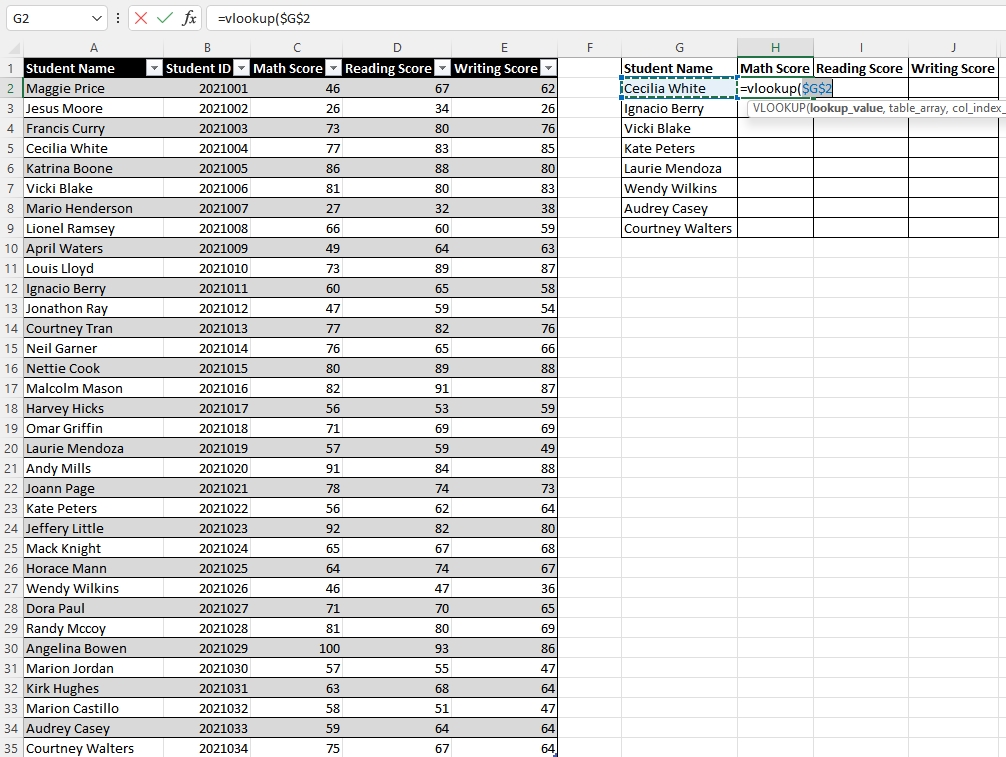 G2 fx =vlookup($G$2
A B C D E F G H I J
1 Student Name Student ID Math Score Reading Score Writing Score Student Name Math Score Reading Score Writing Score
2 Maggie Price 2021001 46 67 62 Cecilia White =vlookup($G$2
3 Jesus Moore 2021002 26 34 26 Ignacio Berry VLOOKUP(lookup_value, table_array, col_index_
4 Francis Curry 2021003 73 80 76 Vicki Blake
5 Cecilia White 2021004 77 83 85 Kate Peters
6 Katrina Boone 2021005 86 88 80 Laurie Mendoza
7 Vicki Blake 2021006 81 80 83 Wendy Wilkins
8 Mario Henderson 2021007 27 32 38 Audrey Casey
9 Lionel Ramsey 2021008 66 60 59 Courtney Walters
10 April Waters 2021009 49 64 63
11 Louis Lloyd 2021010 73 89 87
12 Ignacio Berry 2021011 60 65 58
13 Jonathon Ray 2021012 47 59 54
14 Courtney Tran 2021013 77 82 76
15 Neil Garner 2021014 76 65 66
16 Nettie Cook 2021015 80 89 88
17 Malcolm Mason 2021016 82 91 87
18 Harvey Hicks 2021017 56 53 59
19 Omar Griffin 2021018 71 69 69
20 Laurie Mendoza 2021019 57 59 49
21 Andy Mills 2021020 91 84 88
22 Joann Page 2021021 78 74 73
23 Kate Peters 2021022 56 62 64
24 Jeffery Little 2021023 92 82 80
25 Mack Knight 2021024 65 67 68
26 Horace Mann 2021025 64 74 67
27 Wendy Wilkins 2021026 46 47 36
28 Dora Paul 2021027 71 70 65
29 Randy Mccoy 2021028 81 80 69
30 Angelina Bowen 2021029 100 93 86
31 Marion Jordan 2021030 57 55 47
32 Kirk Hughes 2021031 63 68 64
33 Marion Castillo 2021032 58 51 47
34 Audrey Casey 2021033 59 64 64
35 Courtney Walters 2021034 75 67 64